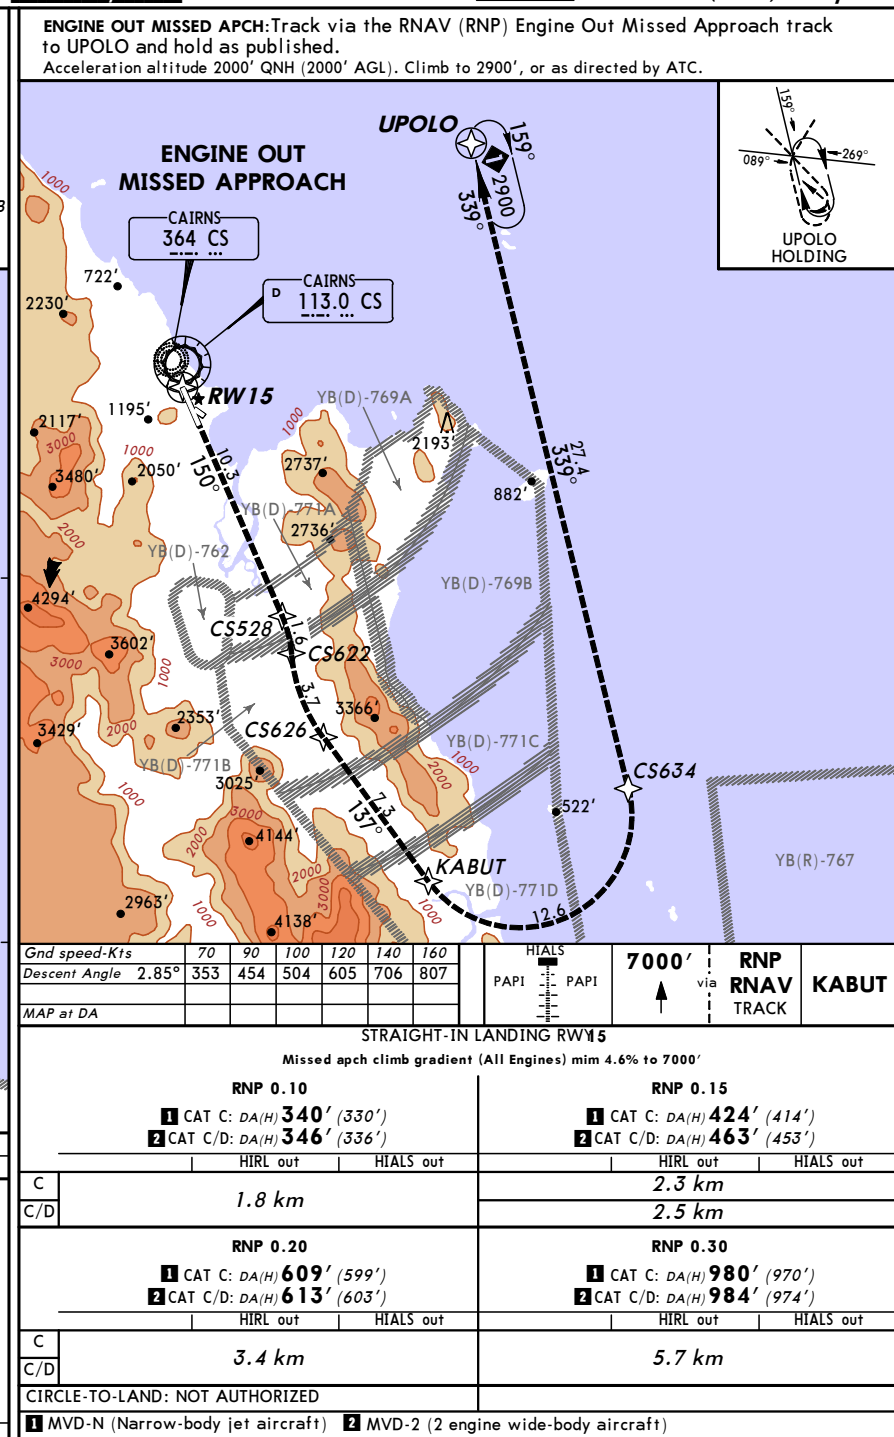 ENGINE OUT MISSED APCH: Track via the RNAV (RNP) Engine Out Missed Approach track
to UPOLO and hold as published.
Acceleration altitude 2000' QNH (2000' AGL). Climb to 2900', or as directed by ATC.
ENGINE OUT
MISSED APPROACH
UPOLO
159°
2900
339°
159°
089°
269°
UPOLO
HOLDING
1000
CAIRNS
364 CS
CAIRNS
D 113.0 CS
722'
2230'
RW15
1195'
2117'
3000
1000
3480'
2050'
2000
10.3
150°
YB(D)-769A
1000
2193'
2737'
YB(D)-771A
2736'
27.4
339°
882'
YB(D)-762
YB(D)-769B
4294'
CS528
1.6
CS622
3602'
3000
1000
3.7
3366'
2353'
2000
3429'
CS626
YB(D)-771B
YB(D)-771C
1000
2000
3025'
CS634
1000
7.3
137°
522'
3000
2000
4144'
KABUT
2000
3000
YB(D)-771D
YB(R)-767
2963'
1000
4138'
1000
12.6
Gnd speed-Kts 70 90 100 120 140 160
Descent Angle 2.85° 353 454 504 605 706 807
MAP at DA
HIALS
PAPI PAPI
7000' via RNP RNAV TRACK KABUT
STRAIGHT-IN LANDING RWY 15
Missed apch climb gradient (All Engines) mim 4.6% to 7000'
RNP 0.10
1 CAT C: DA(H) 340' (330')
2 CAT C/D: DA(H) 346' (336')
HIRL out HIALS out
RNP 0.15
1 CAT C: DA(H) 424' (414')
2 CAT C/D: DA(H) 463' (453')
HIRL out HIALS out
C
C/D
1.8 km
2.3 km
2.5 km
RNP 0.20
1 CAT C: DA(H) 609' (599')
2 CAT C/D: DA(H) 613' (603')
HIRL out HIALS out
RNP 0.30
1 CAT C: DA(H) 980' (970')
2 CAT C/D: DA(H) 984' (974')
HIRL out HIALS out
C
C/D
3.4 km
5.7 km
CIRCLE-TO-LAND: NOT AUTHORIZED
1 MVD-N (Narrow-body jet aircraft) 2 MVD-2 (2 engine wide-body aircraft)